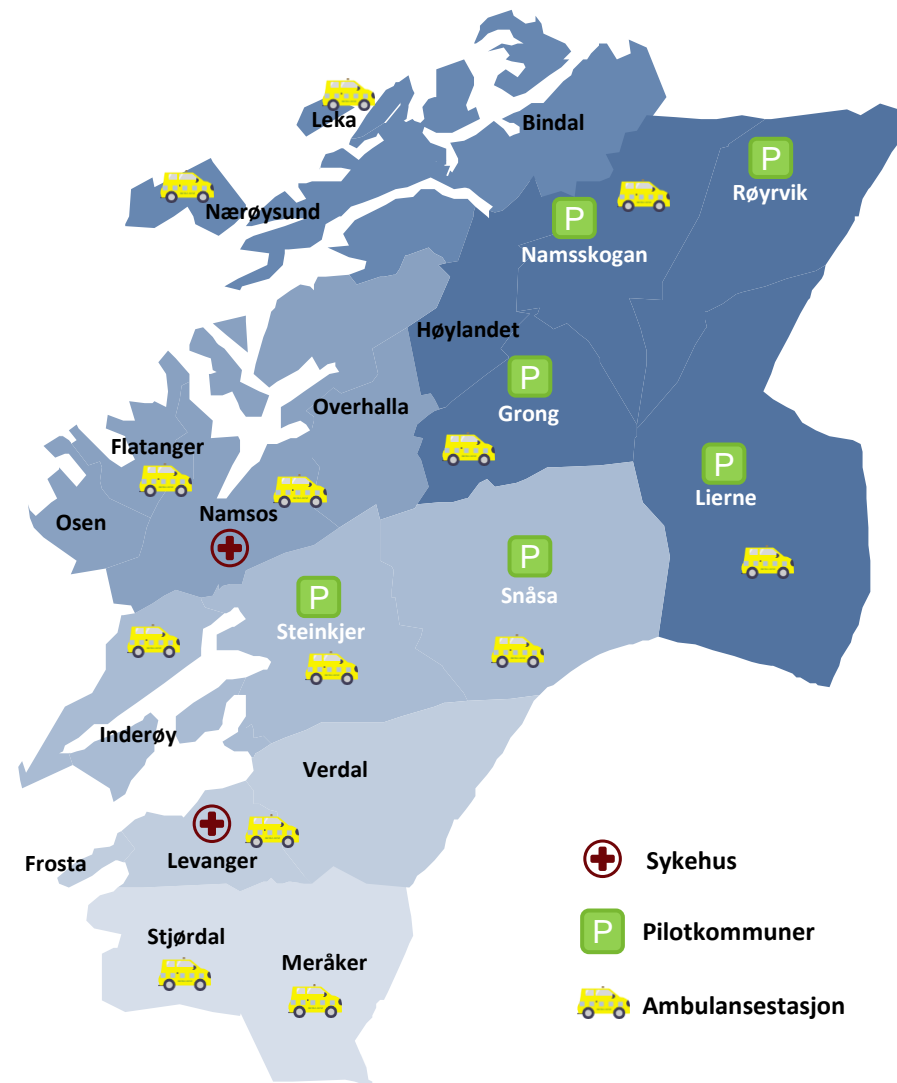 Leka
Bindal
P
Røyrvik
Nærøysund
P
Namsskogan
Høylandet
P
Grong
Overhalla
Flatanger
P
Lierne
Namsos
Osen
P
Snåsa
P
Steinkjer
Inderøy
Verdal
Frosta
Levanger
Sykehus
P Pilotkommuner
Stjørdal
Meråker
Ambulansestasjon